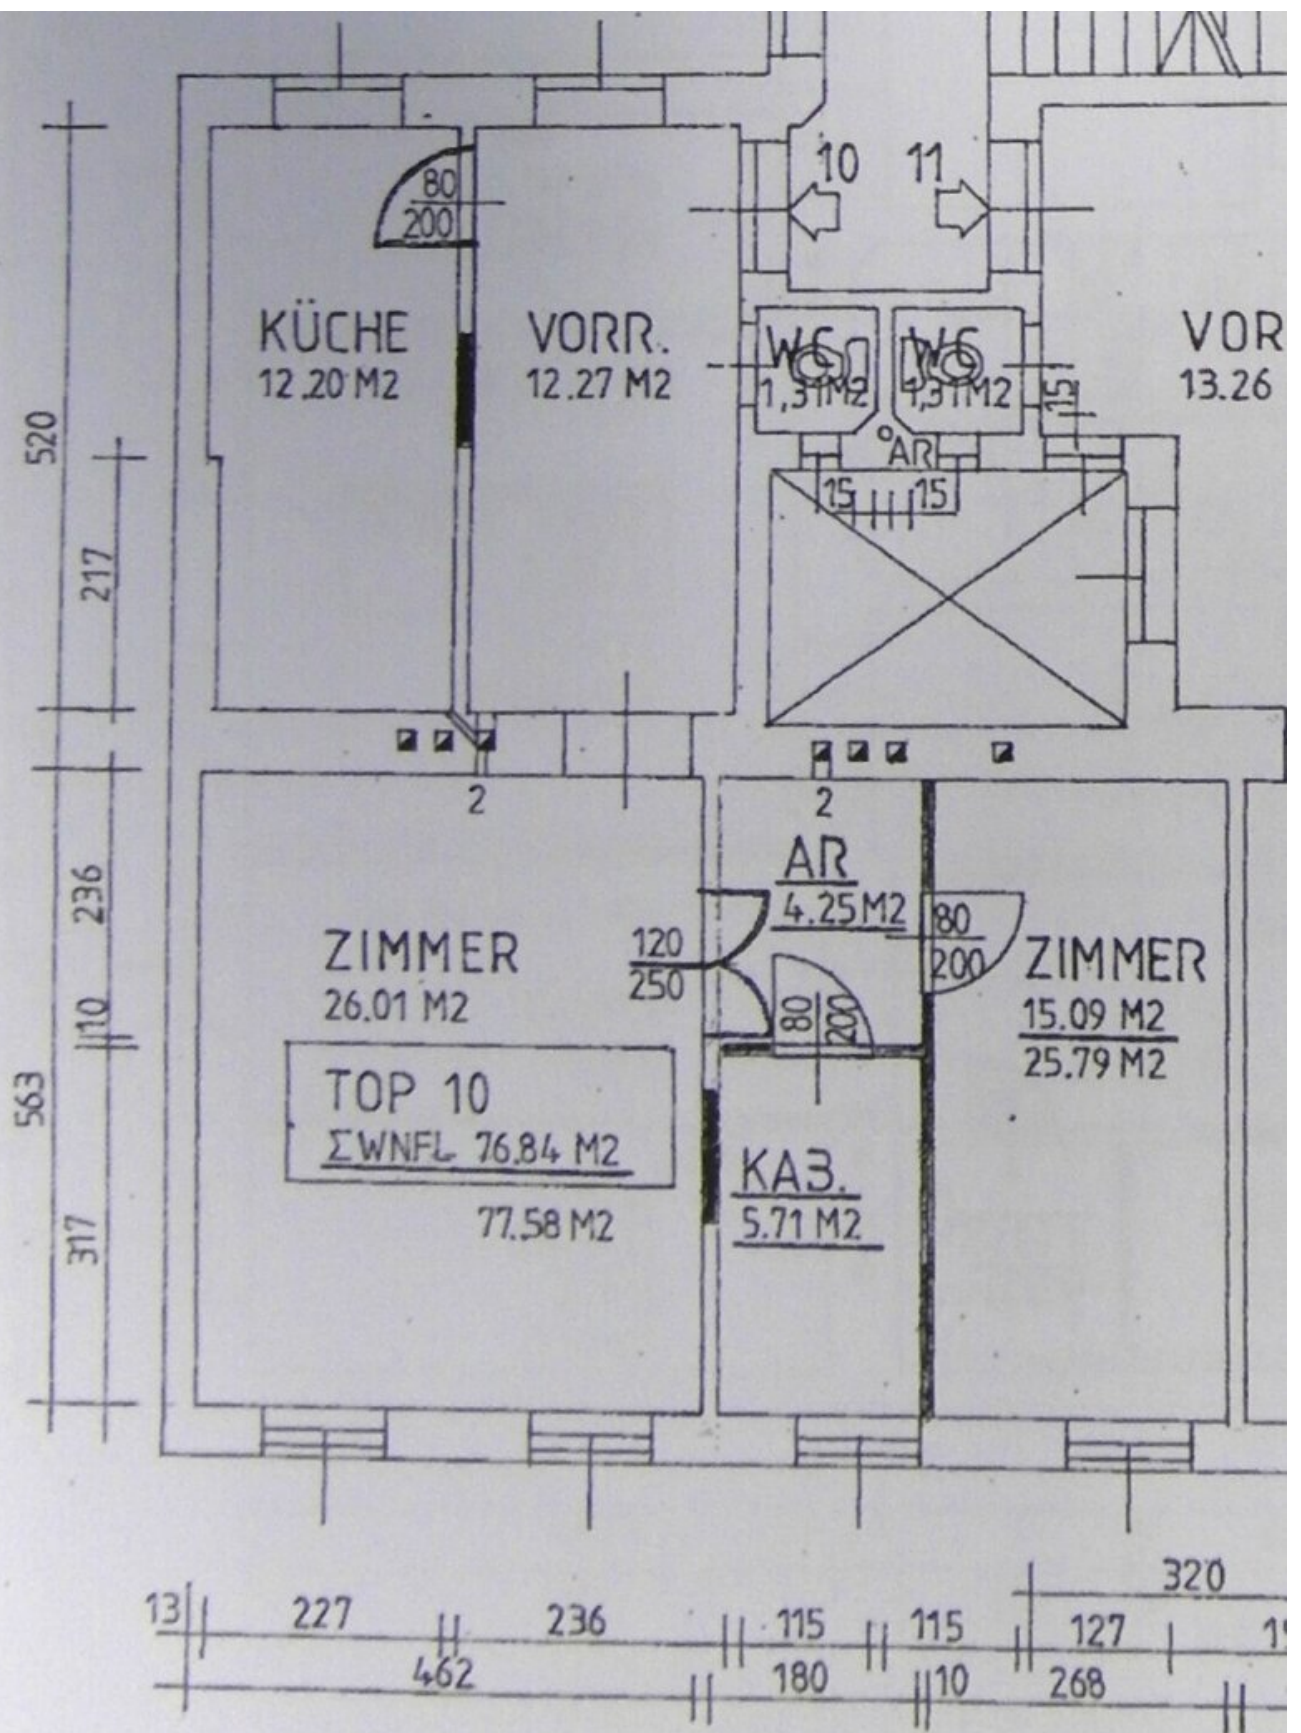 10
11
80
200
KÜCHE
12.20 M2
VORR.
12.27 M2
WC
1,31M2
WC
1,31M2
VOR
13.26
15
AR
15
15
520
217
2
2
236
10
563
317
ZIMMER
26.01 M2
120
250
AR
4.25 M2
80
200
80
200
ZIMMER
15.09 M2
25.79 M2
TOP 10
ΣWNFL 76.84 M2
77.58 M2
KAB.
5.71 M2
320
13
227
236
115
115
127
462
180
10
268